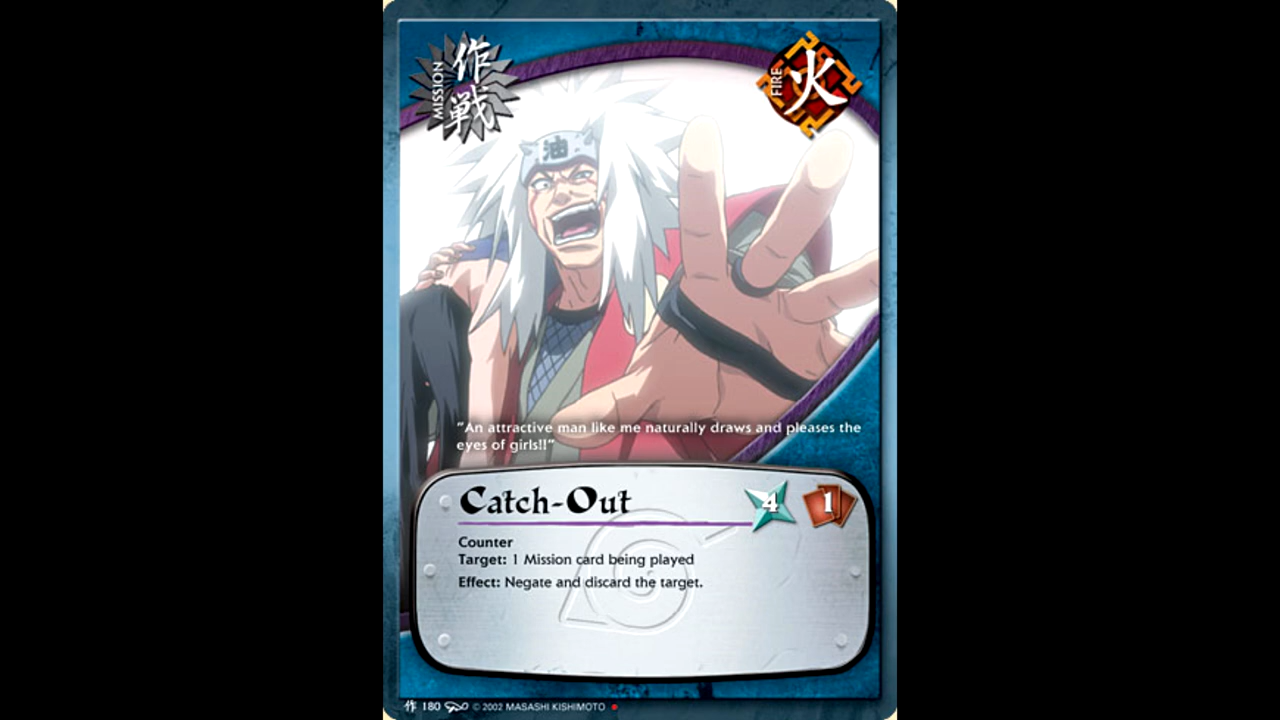 MISSION
作戦
FIRE
火
油
"An attractive man like me naturally draws and pleases the
eyes of girls!!"
Catch-Out
4
1
Counter
Target: 1 Mission card being played
Effect: Negate and discard the target.
作 180 © 2002 MASASHI KISHIMOTO